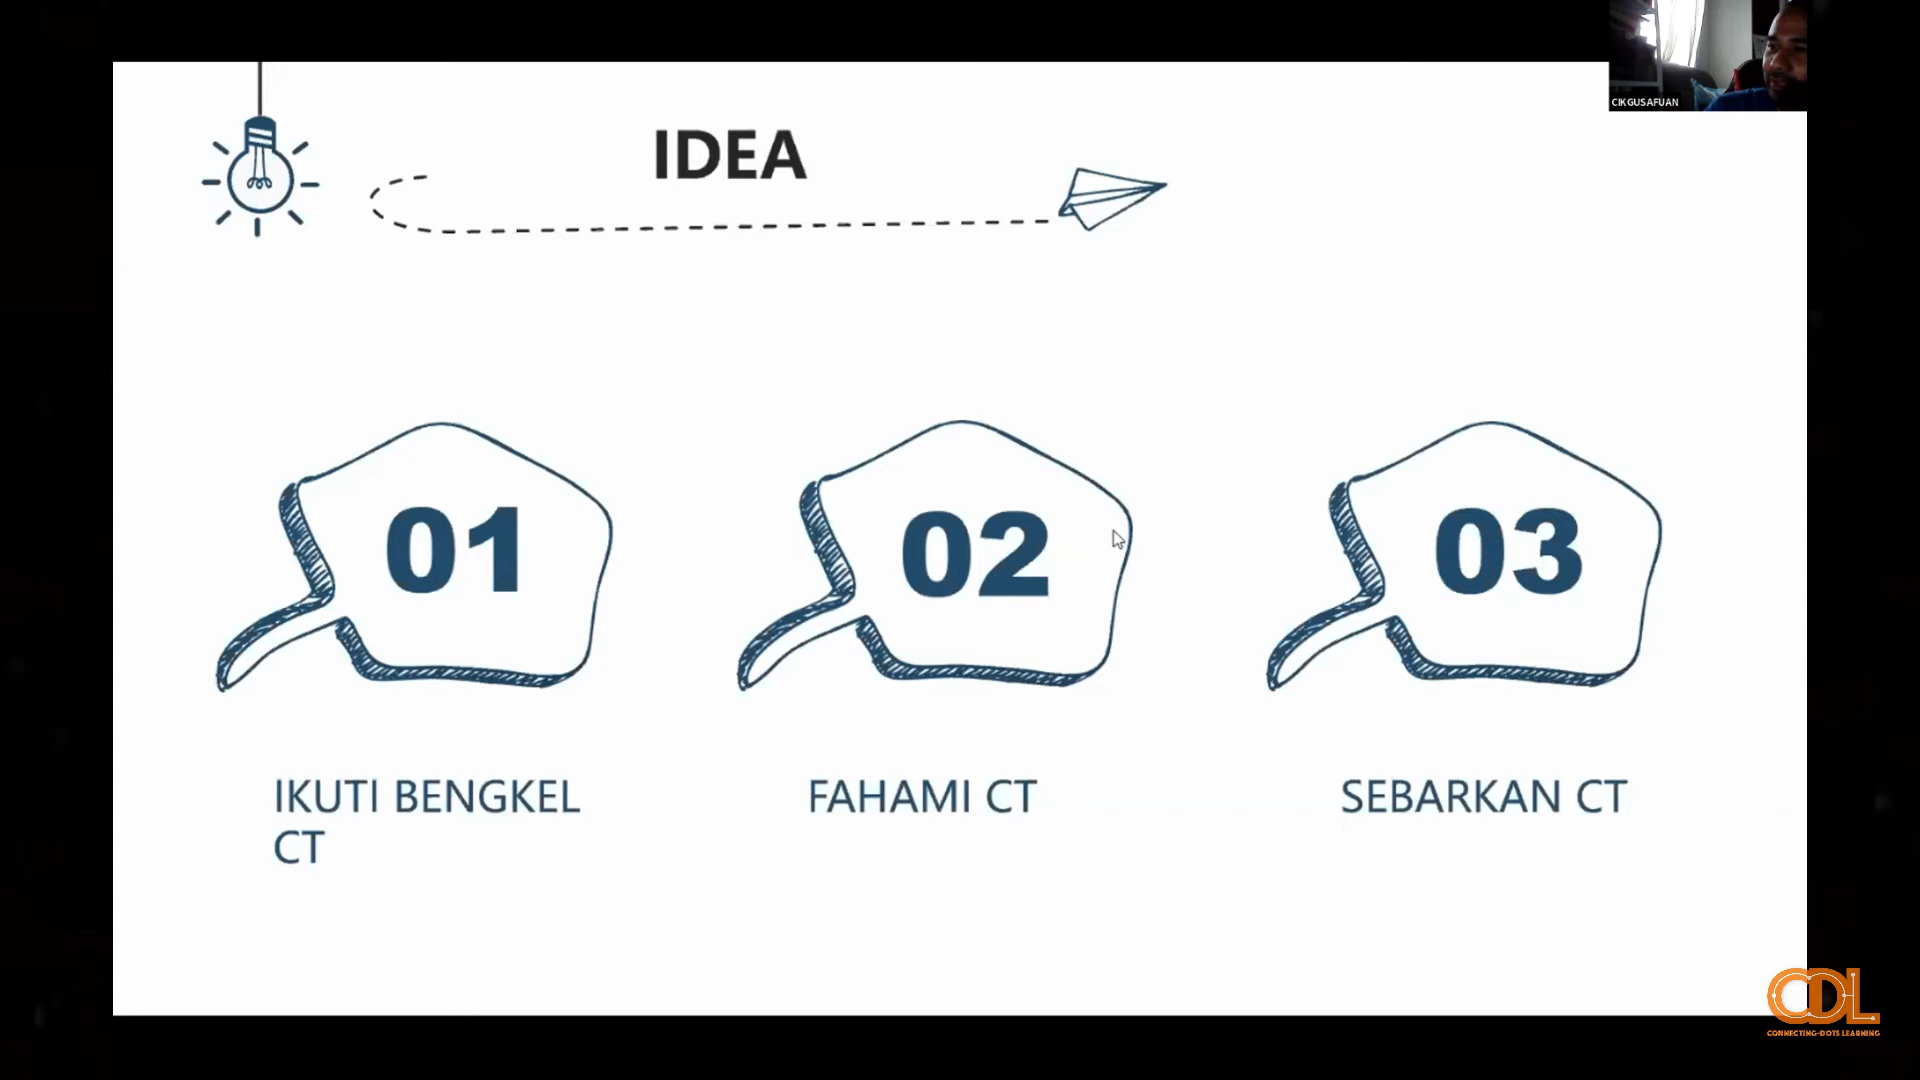 CIKGUSAFUAN
IDEA
01
02
03
IKUTI BENGKEL
CT
FAHAMI CT
SEBARKAN CT
CDL
CONNECTING-DOTS LEARNING